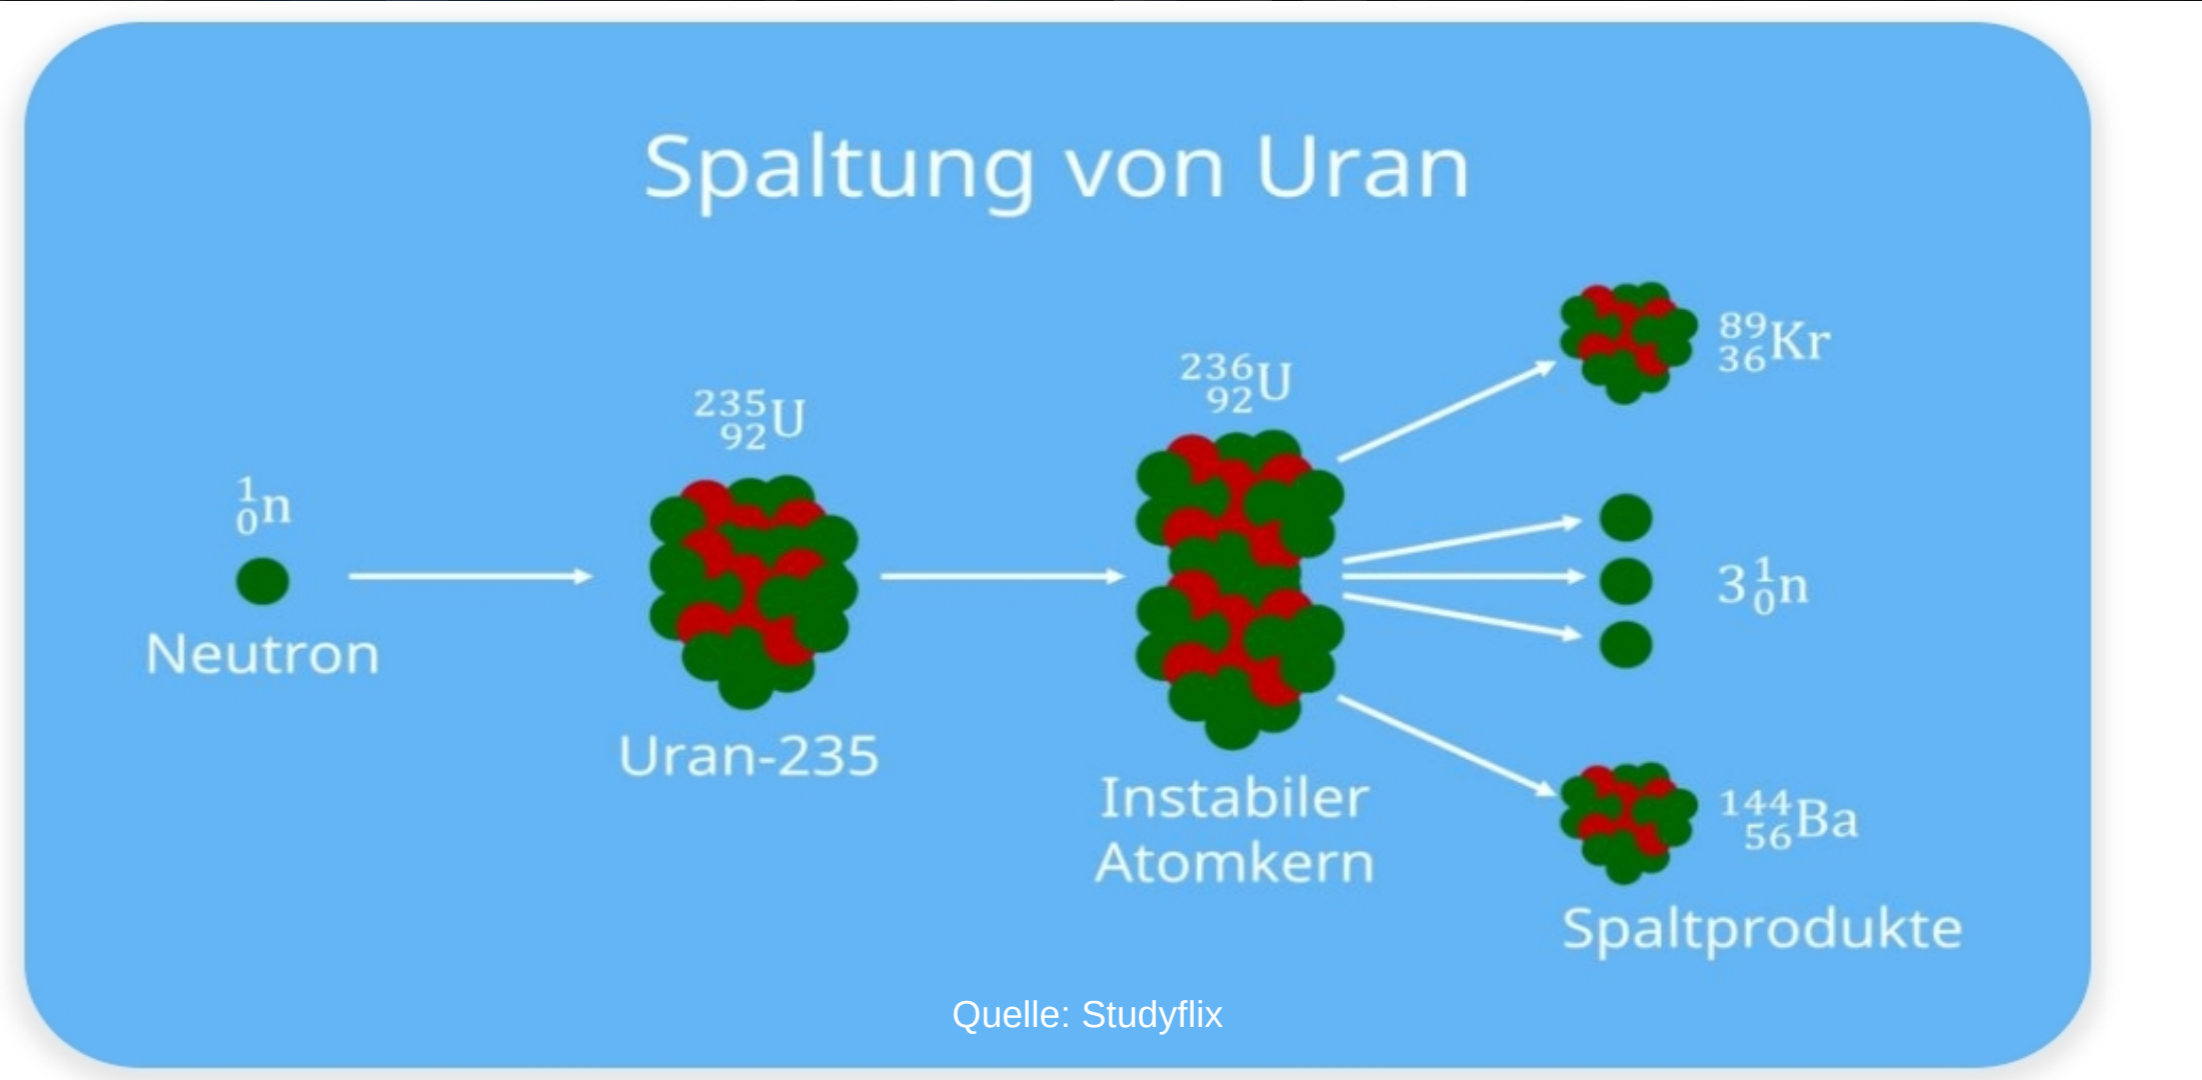 Spaltung von Uran
¹₀n
Neutron
²³⁵₉₂U
Uran-235
²³⁶₉₂U
Instabiler
Atomkern
⁸⁹₃₆Kr
3¹₀n
¹⁴⁴₅₆Ba
Spaltprodukte
Quelle: Studyflix